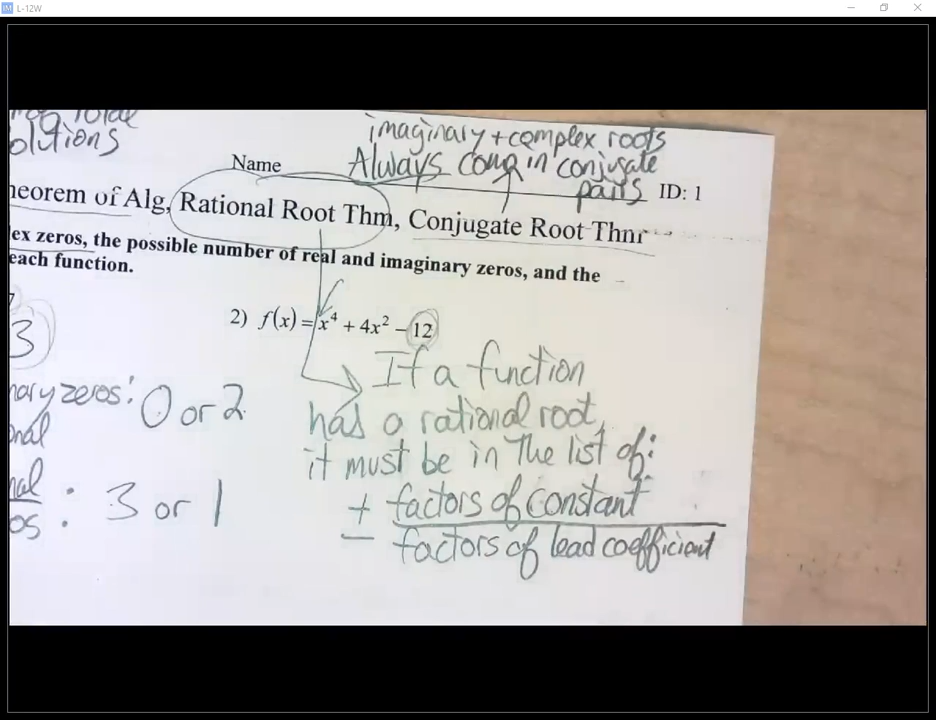 L-12W
olutions
imaginary + complex roots
Always come in conjugate
pairs
Name
ID: 1
heorem of Alg, Rational Root Thm, Conjugate Root Thm
ex zeros, the possible number of real and imaginary zeros, and the
each function.
2) f(x) = x⁴ + 4x² − 12
3
If a function
has a rational root,
it must be in the list of:
± factors of constant
factors of lead coefficient
nary zeros: 0 or 2
onal
nal
os : 3 or 1